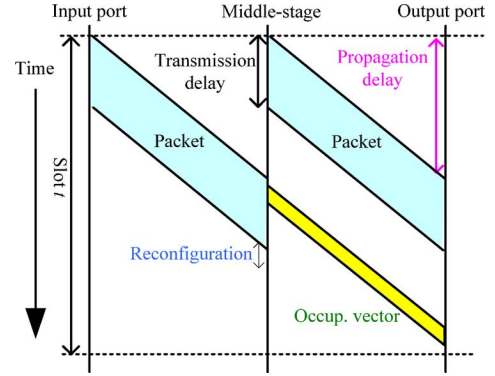 Input port
Middle-stage
Output port
Time
Transmission
delay
Propagation
delay
Slot t
Packet
Packet
Reconfiguration
Occup. vector